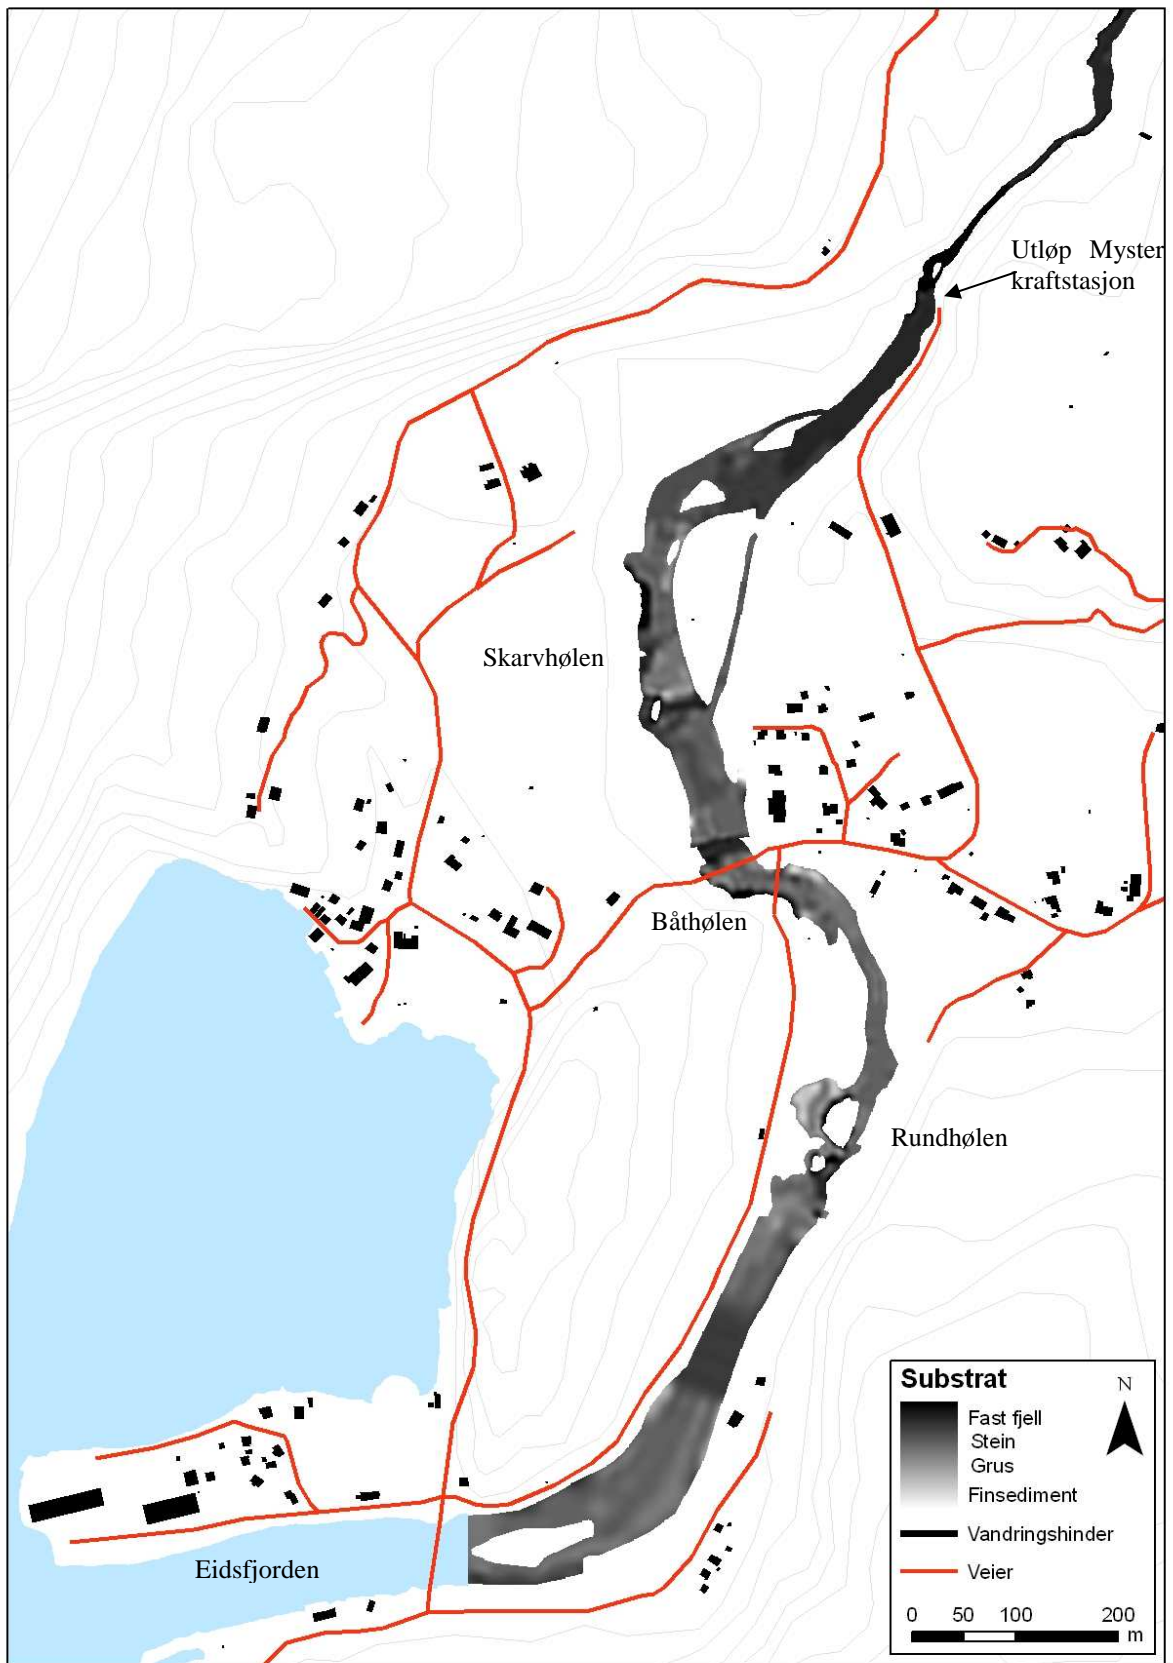 Utløp Myster
kraftstasjon
Skarvhølen
Båthølen
Rundhølen
Eidsfjorden
Substrat
N
Fast fjell
Stein
Grus
Finsediment
Vandringshinder
Veier
0 50 100 200
m